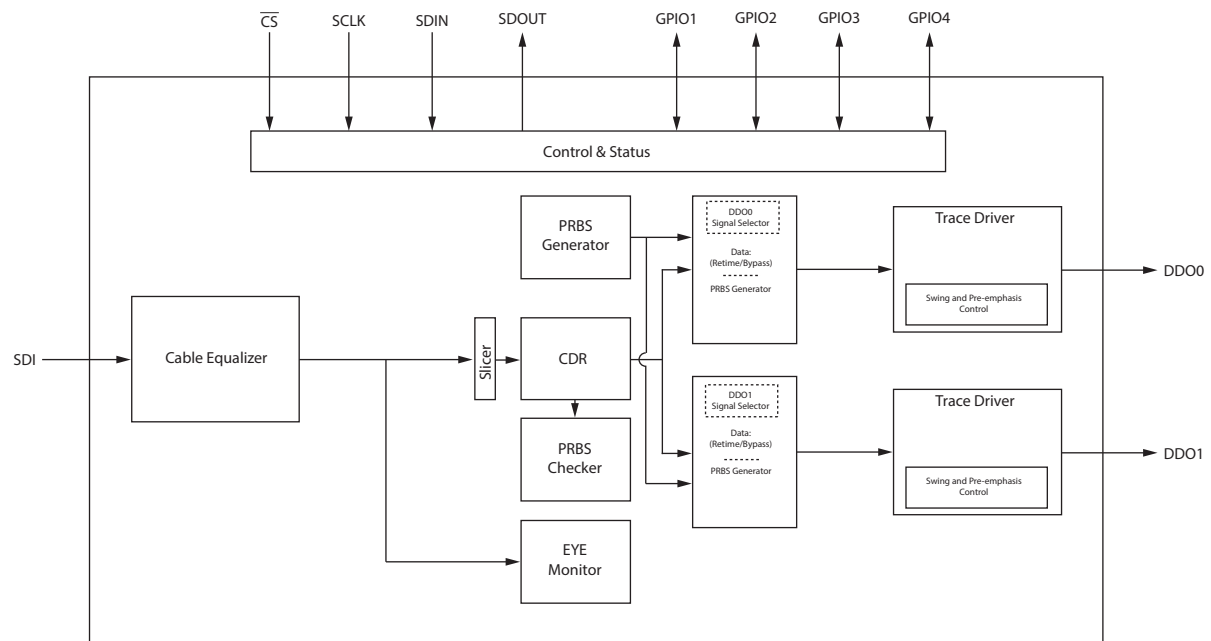 CS
SCLK
SDIN
SDOUT
GPIO1
GPIO2
GPIO3
GPIO4
Control & Status
PRBS
Generator
DDO0
Signal Selector
Data:
(Retime/Bypass)
PRBS Generator
Trace Driver
Swing and Pre-emphasis
Control
DDO0
SDI
Cable Equalizer
Slicer
CDR
PRBS
Checker
EYE
Monitor
DDO1
Signal Selector
Data:
(Retime/Bypass)
PRBS Generator
Trace Driver
Swing and Pre-emphasis
Control
DDO1